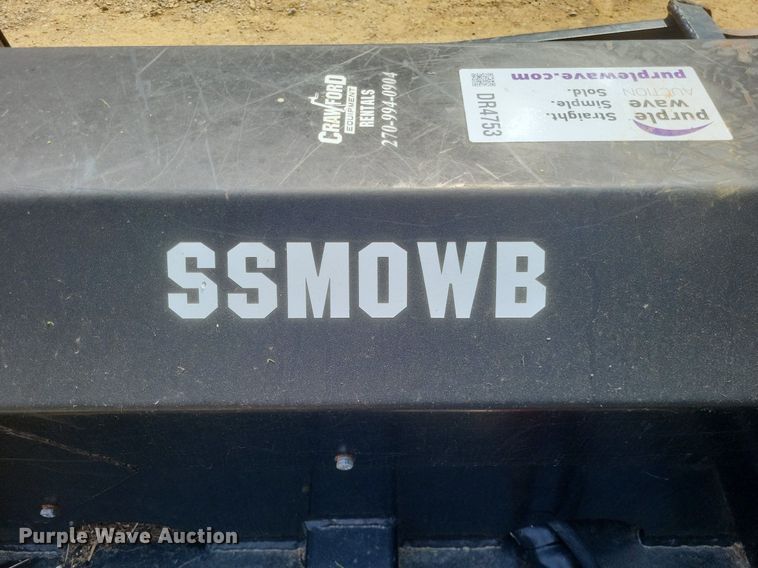 CRAWFORD
EQUIPMENT
RENTALS
270-994-0904
purple
wave
AUCTION
Straight.
Simple.
Sold.
DR4753
purplewave.com
SSMOWB
Purple Wave Auction